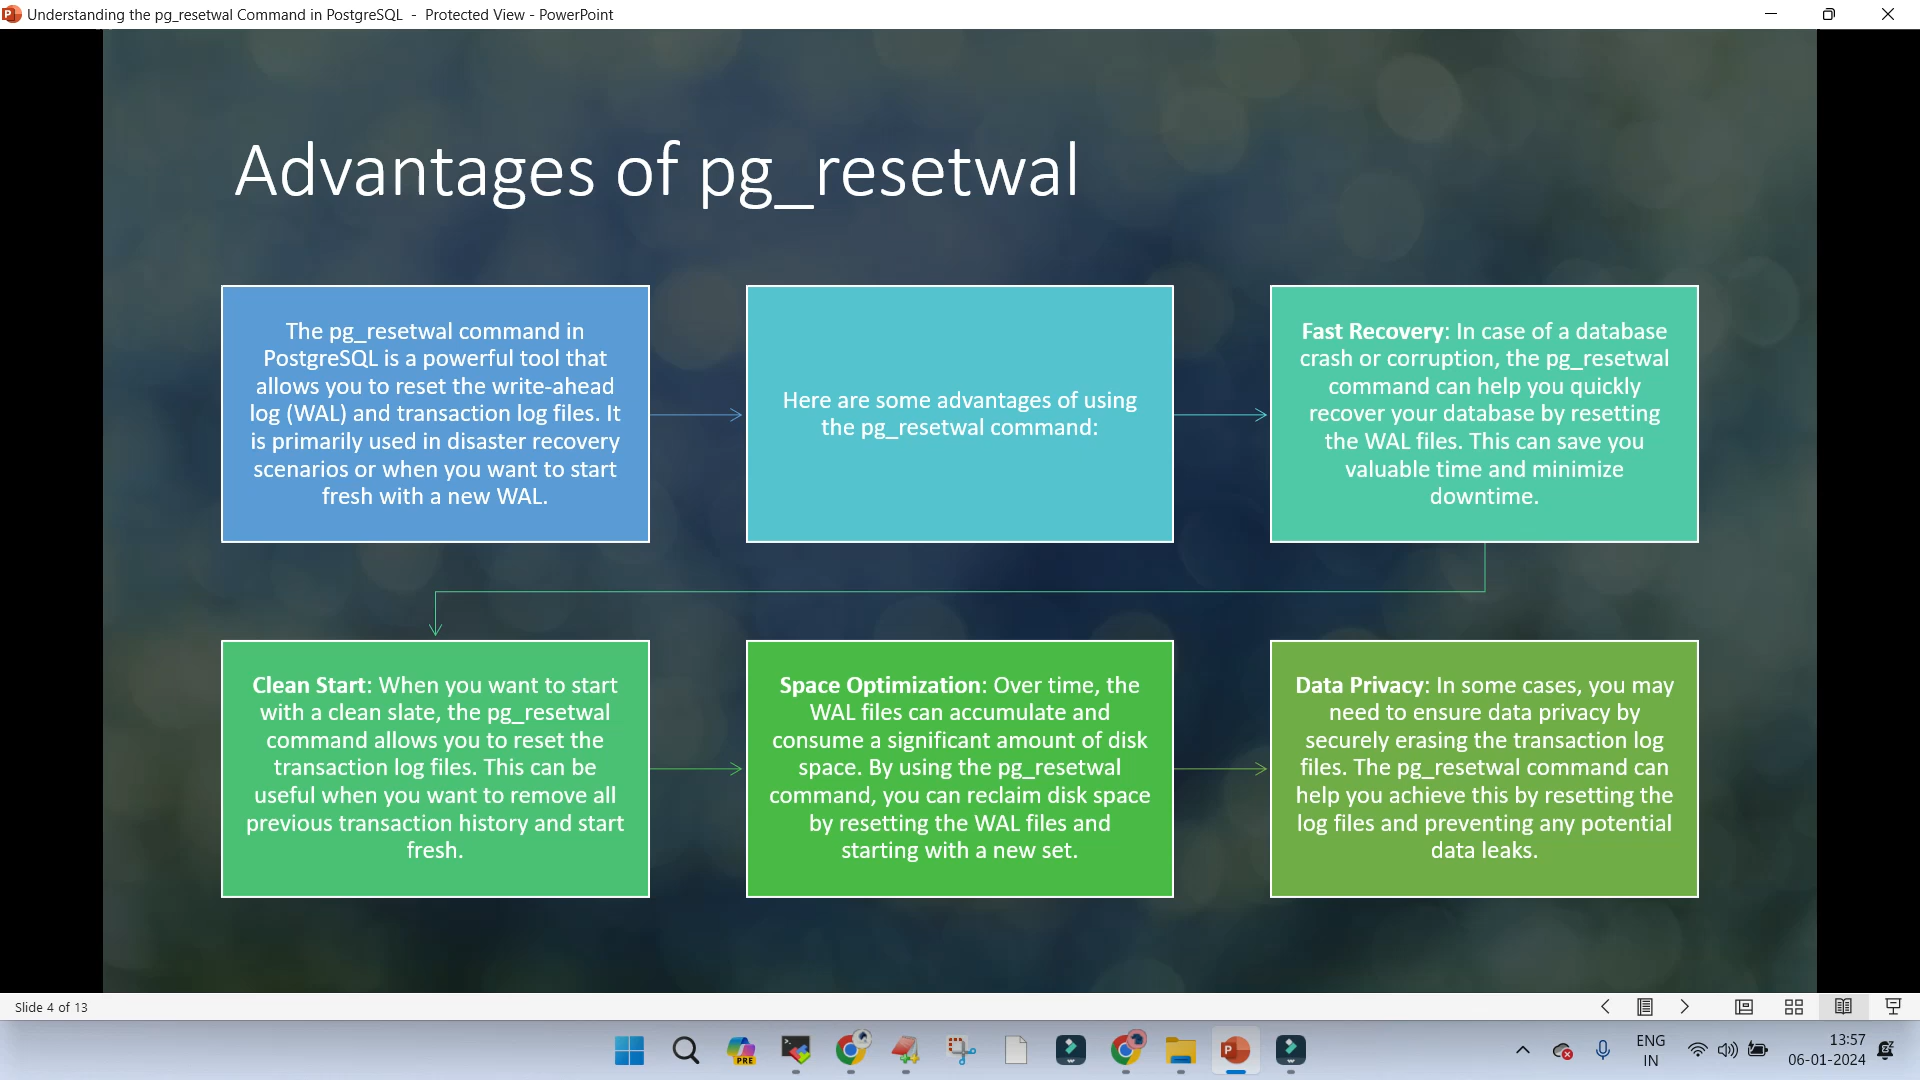 Understanding the pg_resetwal Command in PostgreSQL - Protected View - PowerPoint
Advantages of pg_resetwal
The pg_resetwal command in
PostgreSQL is a powerful tool that
allows you to reset the write-ahead
log (WAL) and transaction log files. It
is primarily used in disaster recovery
scenarios or when you want to start
fresh with a new WAL.
Here are some advantages of using
the pg_resetwal command:
Fast Recovery: In case of a database
crash or corruption, the pg_resetwal
command can help you quickly
recover your database by resetting
the WAL files. This can save you
valuable time and minimize
downtime.
Clean Start: When you want to start
with a clean slate, the pg_resetwal
command allows you to reset the
transaction log files. This can be
useful when you want to remove all
previous transaction history and start
fresh.
Space Optimization: Over time, the
WAL files can accumulate and
consume a significant amount of disk
space. By using the pg_resetwal
command, you can reclaim disk space
by resetting the WAL files and
starting with a new set.
Data Privacy: In some cases, you may
need to ensure data privacy by
securely erasing the transaction log
files. The pg_resetwal command can
help you achieve this by resetting the
log files and preventing any potential
data leaks.
Slide 4 of 13
PRE
ENG
IN
13:57
06-01-2024